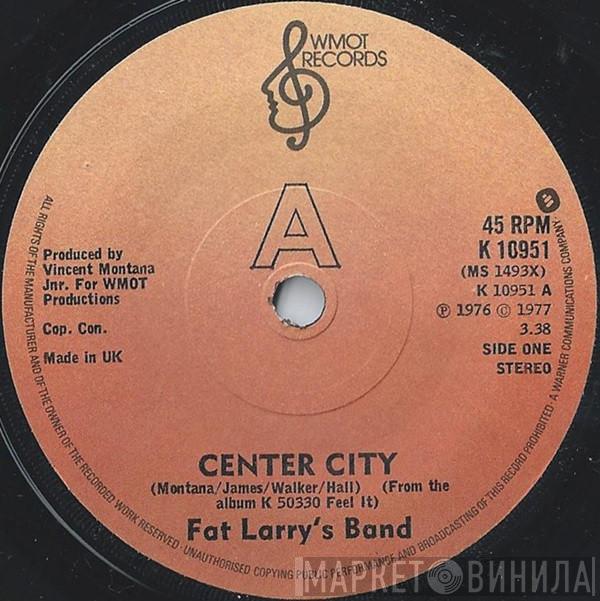 WMOT
RECORDS
A
45 RPM
K 10951
(MS 1493X)
K 10951 A
℗ 1976 © 1977
3.38
SIDE ONE
STEREO
Produced by
Vincent Montana
Jnr. For WMOT
Productions
Cop. Con.
Made in UK
CENTER CITY
(Montana/James/Walker/Hall) (From the
album K 50330 Feel It)
Fat Larry's Band
ALL RIGHTS OF THE MANUFACTURER AND OF THE OWNER OF THE RECORDED WORK RESERVED · UNAUTHORISED COPYING PUBLIC PERFORMANCE AND BROADCASTING OF THIS RECORD PROHIBITED · A WARNER COMMUNICATIONS COMPANY ·
МАРКЕТ ВИНИЛА